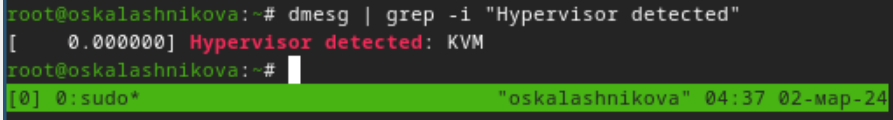 root@oskalashnikova:~# dmesg | grep -i "Hypervisor detected"
[    0.000000] Hypervisor detected: KVM
root@oskalashnikova:~#
[0] 0:sudo* "oskalashnikova" 04:37 02-мар-24